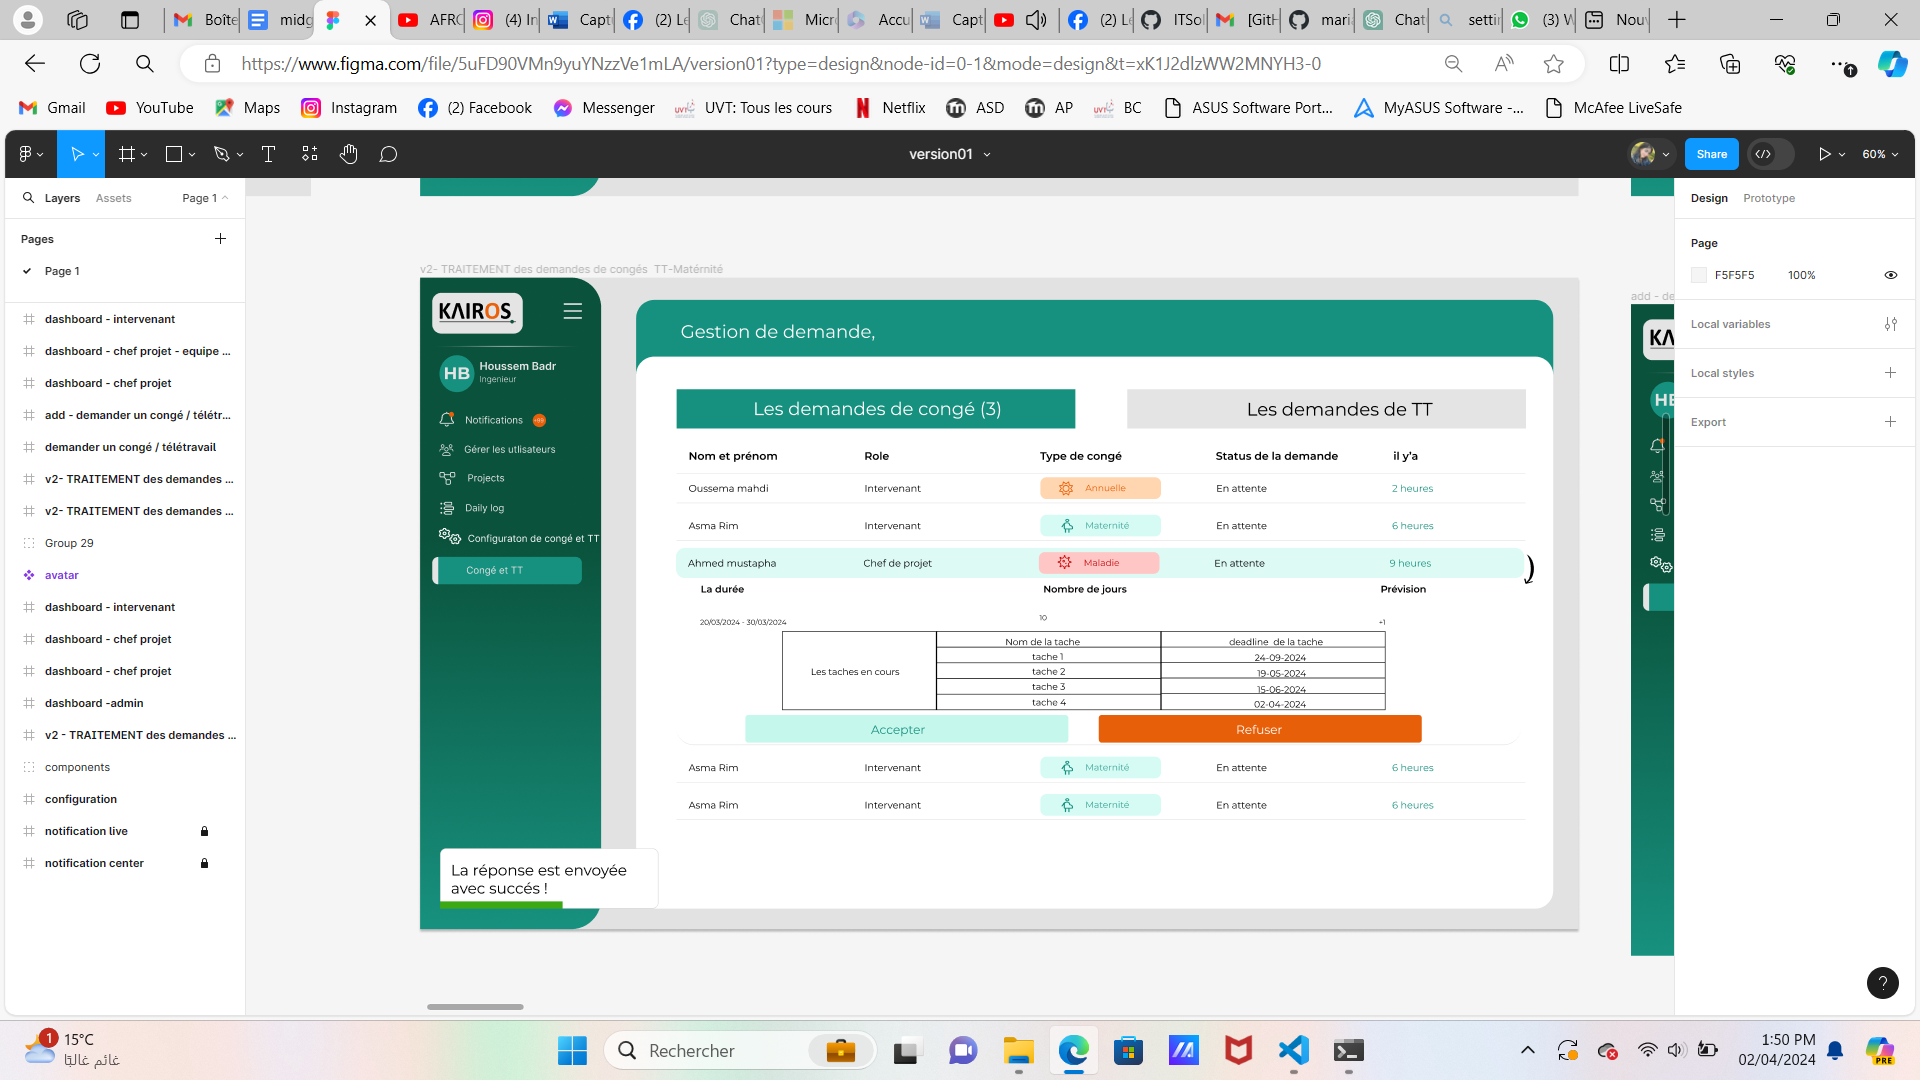 Boîte
midg
AFRO
(4) In
Capt
(2) Le
Chat
Micro
Accu
Capt
(2) Le
ITSol
[GitH
maria
Chat
settin
(3) W
Nouv
https://www.figma.com/file/5uFD90VMn9yuYNzzVe1mLA/version01?type=design&node-id=0-1&mode=design&t=xK1J2dIzWW2MNYH3-0
Gmail
YouTube
Maps
Instagram
(2) Facebook
Messenger
UVT: Tous les cours
Netflix
ASD
AP
BC
ASUS Software Port...
MyASUS Software -...
McAfee LiveSafe
version01
Share
60%
Layers
Assets
Page 1
Design
Prototype
Pages
Page 1
Page
F5F5F5
100%
Local variables
Local styles
Export
dashboard - intervenant
dashboard - chef projet - equipe ...
dashboard - chef projet
add - demander un congé / télétr...
demander un congé / télétravail
v2- TRAITEMENT des demandes ...
v2- TRAITEMENT des demandes ...
Group 29
avatar
dashboard - intervenant
dashboard - chef projet
dashboard - chef projet
dashboard -admin
v2 - TRAITEMENT des demandes ...
components
configuration
notification live
notification center
v2- TRAITEMENT des demandes de congés TT-Matérnité
add - de
KAIROS
KA
HB
Houssem Badr
Ingenieur
HB
Notifications
Gérer les utlisateurs
Projects
Daily log
Configuraton de congé et TT
Congé et TT
Gestion de demande,
Les demandes de congé (3)
Les demandes de TT
Nom et prénom
Role
Type de congé
Status de la demande
il y'a
Oussema mahdi
Intervenant
Annuelle
En attente
2 heures
Asma Rim
Intervenant
Maternité
En attente
6 heures
Ahmed mustapha
Chef de projet
Maladie
En attente
9 heures
La durée
Nombre de jours
Prévision
20/03/2024 - 30/03/2024
10
+1
Les taches en cours
Nom de la tache
deadline de la tache
tache 1
24-09-2024
tache 2
19-05-2024
tache 3
15-06-2024
tache 4
02-04-2024
Accepter
Refuser
Asma Rim
Intervenant
Maternité
En attente
6 heures
Asma Rim
Intervenant
Maternité
En attente
6 heures
La réponse est envoyée
avec succés !
?
1
15°C
غائم غالبًا
Rechercher
PRE
1:50 PM
02/04/2024